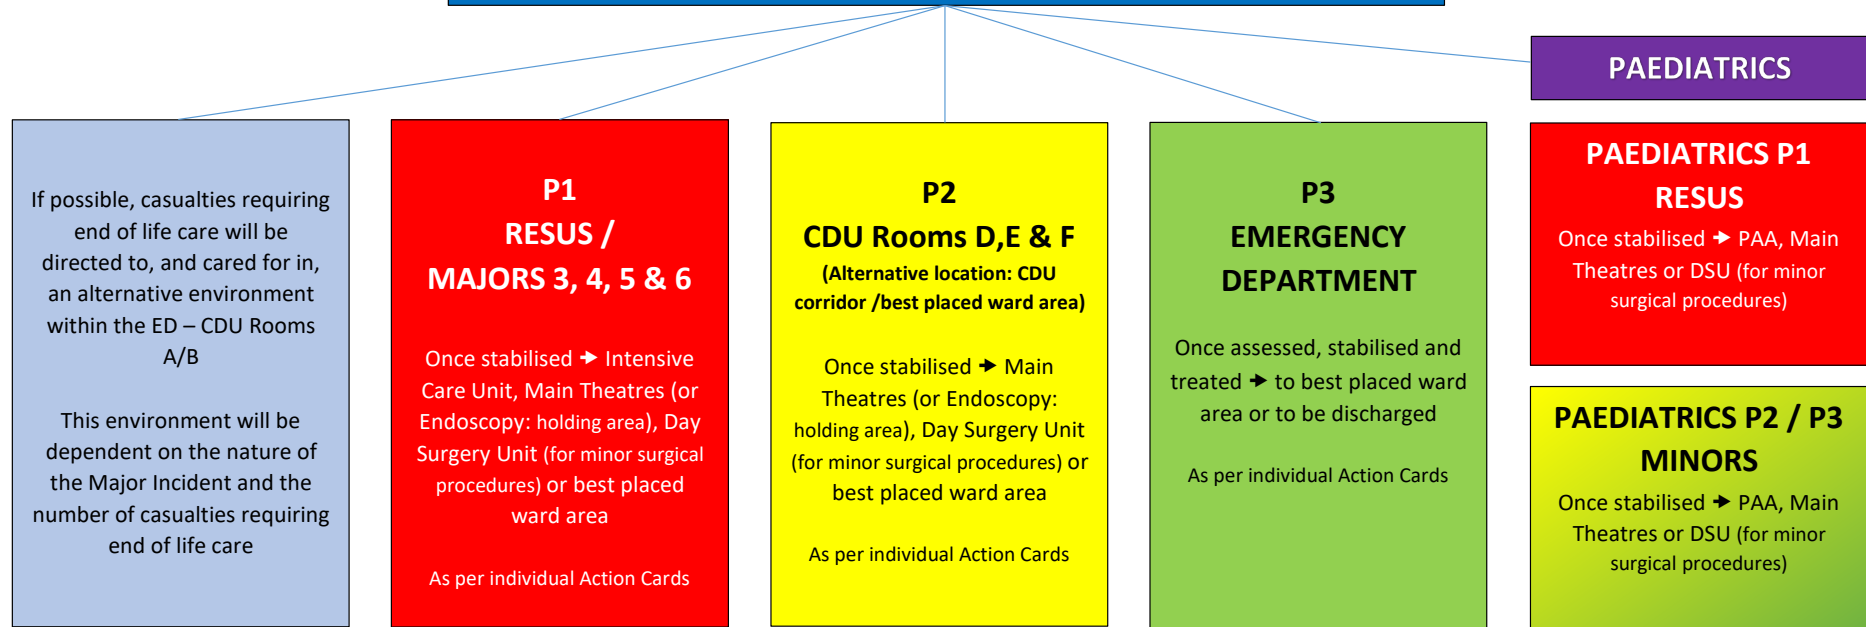 PAEDIATRICS
If possible, casualties requiring
end of life care will be
directed to, and cared for in,
an alternative environment
within the ED – CDU Rooms
A/B
This environment will be
dependent on the nature of
the Major Incident and the
number of casualties requiring
end of life care
P1
RESUS /
MAJORS 3, 4, 5 & 6
Once stabilised ➔ Intensive
Care Unit, Main Theatres (or
Endoscopy: holding area), Day
Surgery Unit (for minor surgical
procedures) or best placed
ward area
As per individual Action Cards
P2
CDU Rooms D,E & F
(Alternative location: CDU
corridor /best placed ward area)
Once stabilised ➔ Main
Theatres (or Endoscopy:
holding area), Day Surgery Unit
(for minor surgical procedures) or
best placed ward area
As per individual Action Cards
P3
EMERGENCY
DEPARTMENT
Once assessed, stabilised and
treated ➔ to best placed ward
area or to be discharged
As per individual Action Cards
PAEDIATRICS P1
RESUS
Once stabilised ➔ PAA, Main
Theatres or DSU (for minor
surgical procedures)
PAEDIATRICS P2 / P3
MINORS
Once stabilised ➔ PAA, Main
Theatres or DSU (for minor
surgical procedures)